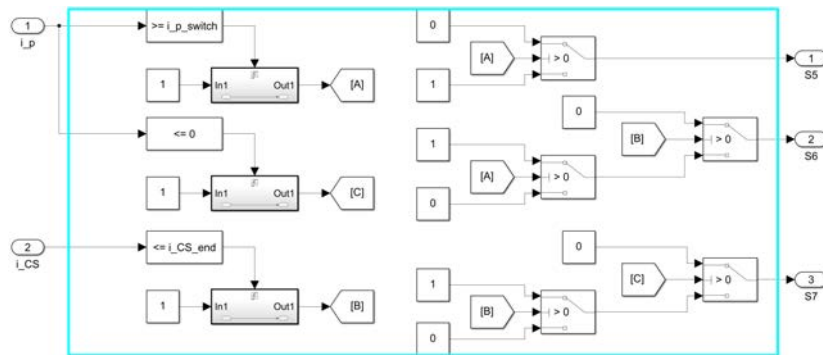 1
i_p
>= i_p_switch
1
In1 Out1
[A]
<= 0
1
In1 Out1
[C]
2
i_CS
<= i_CS_end
1
In1 Out1
[B]
0
[A]
> 0
1
1
S5
1
[A]
> 0
0
0
[B]
> 0
2
S6
1
[B]
> 0
0
0
[C]
> 0
3
S7